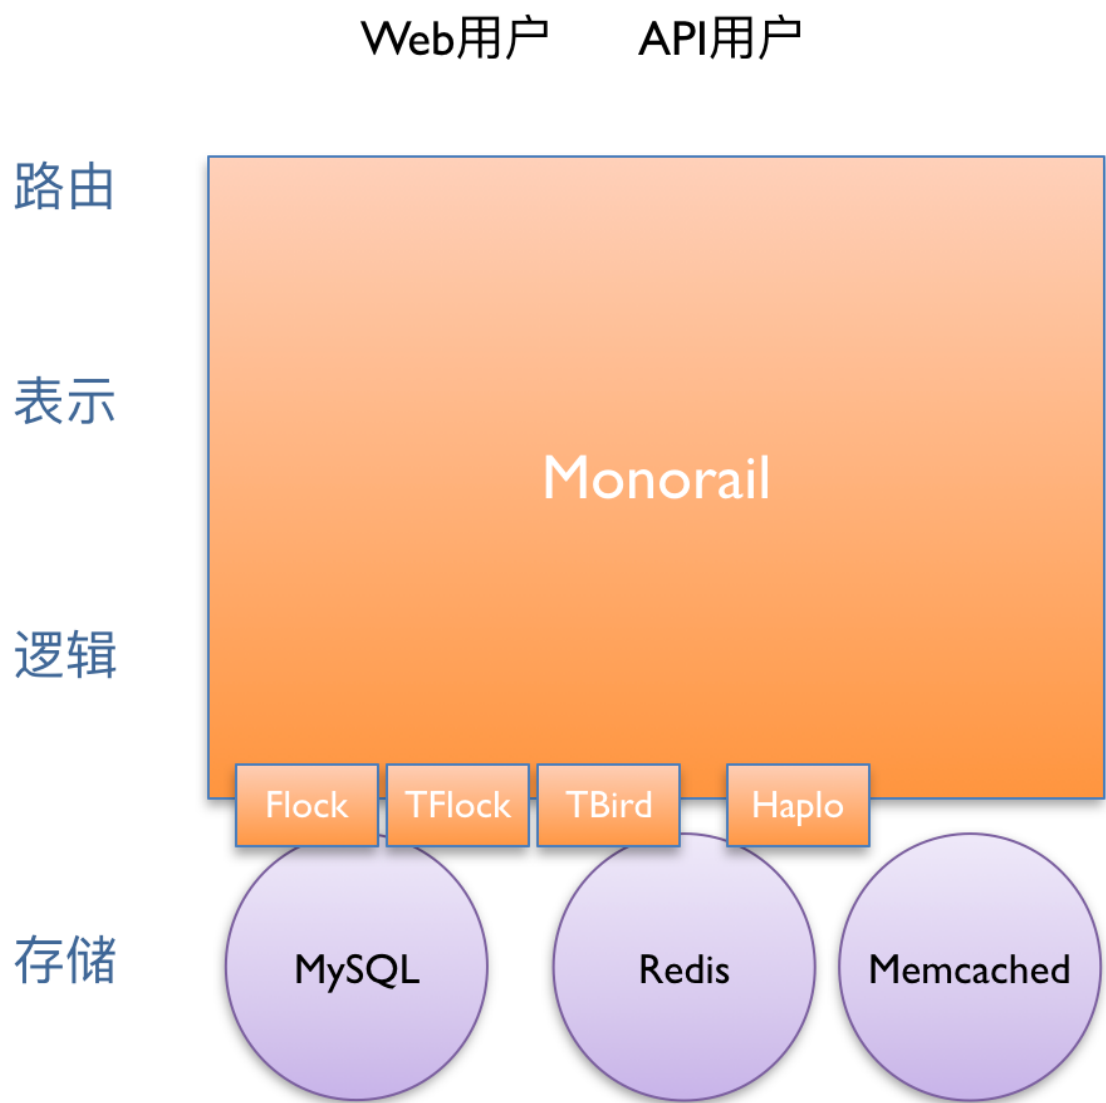 Web用户 API用户
路由
表示
Monorail
逻辑
Flock TFlock TBird Haplo
存储
MySQL Redis Memcached